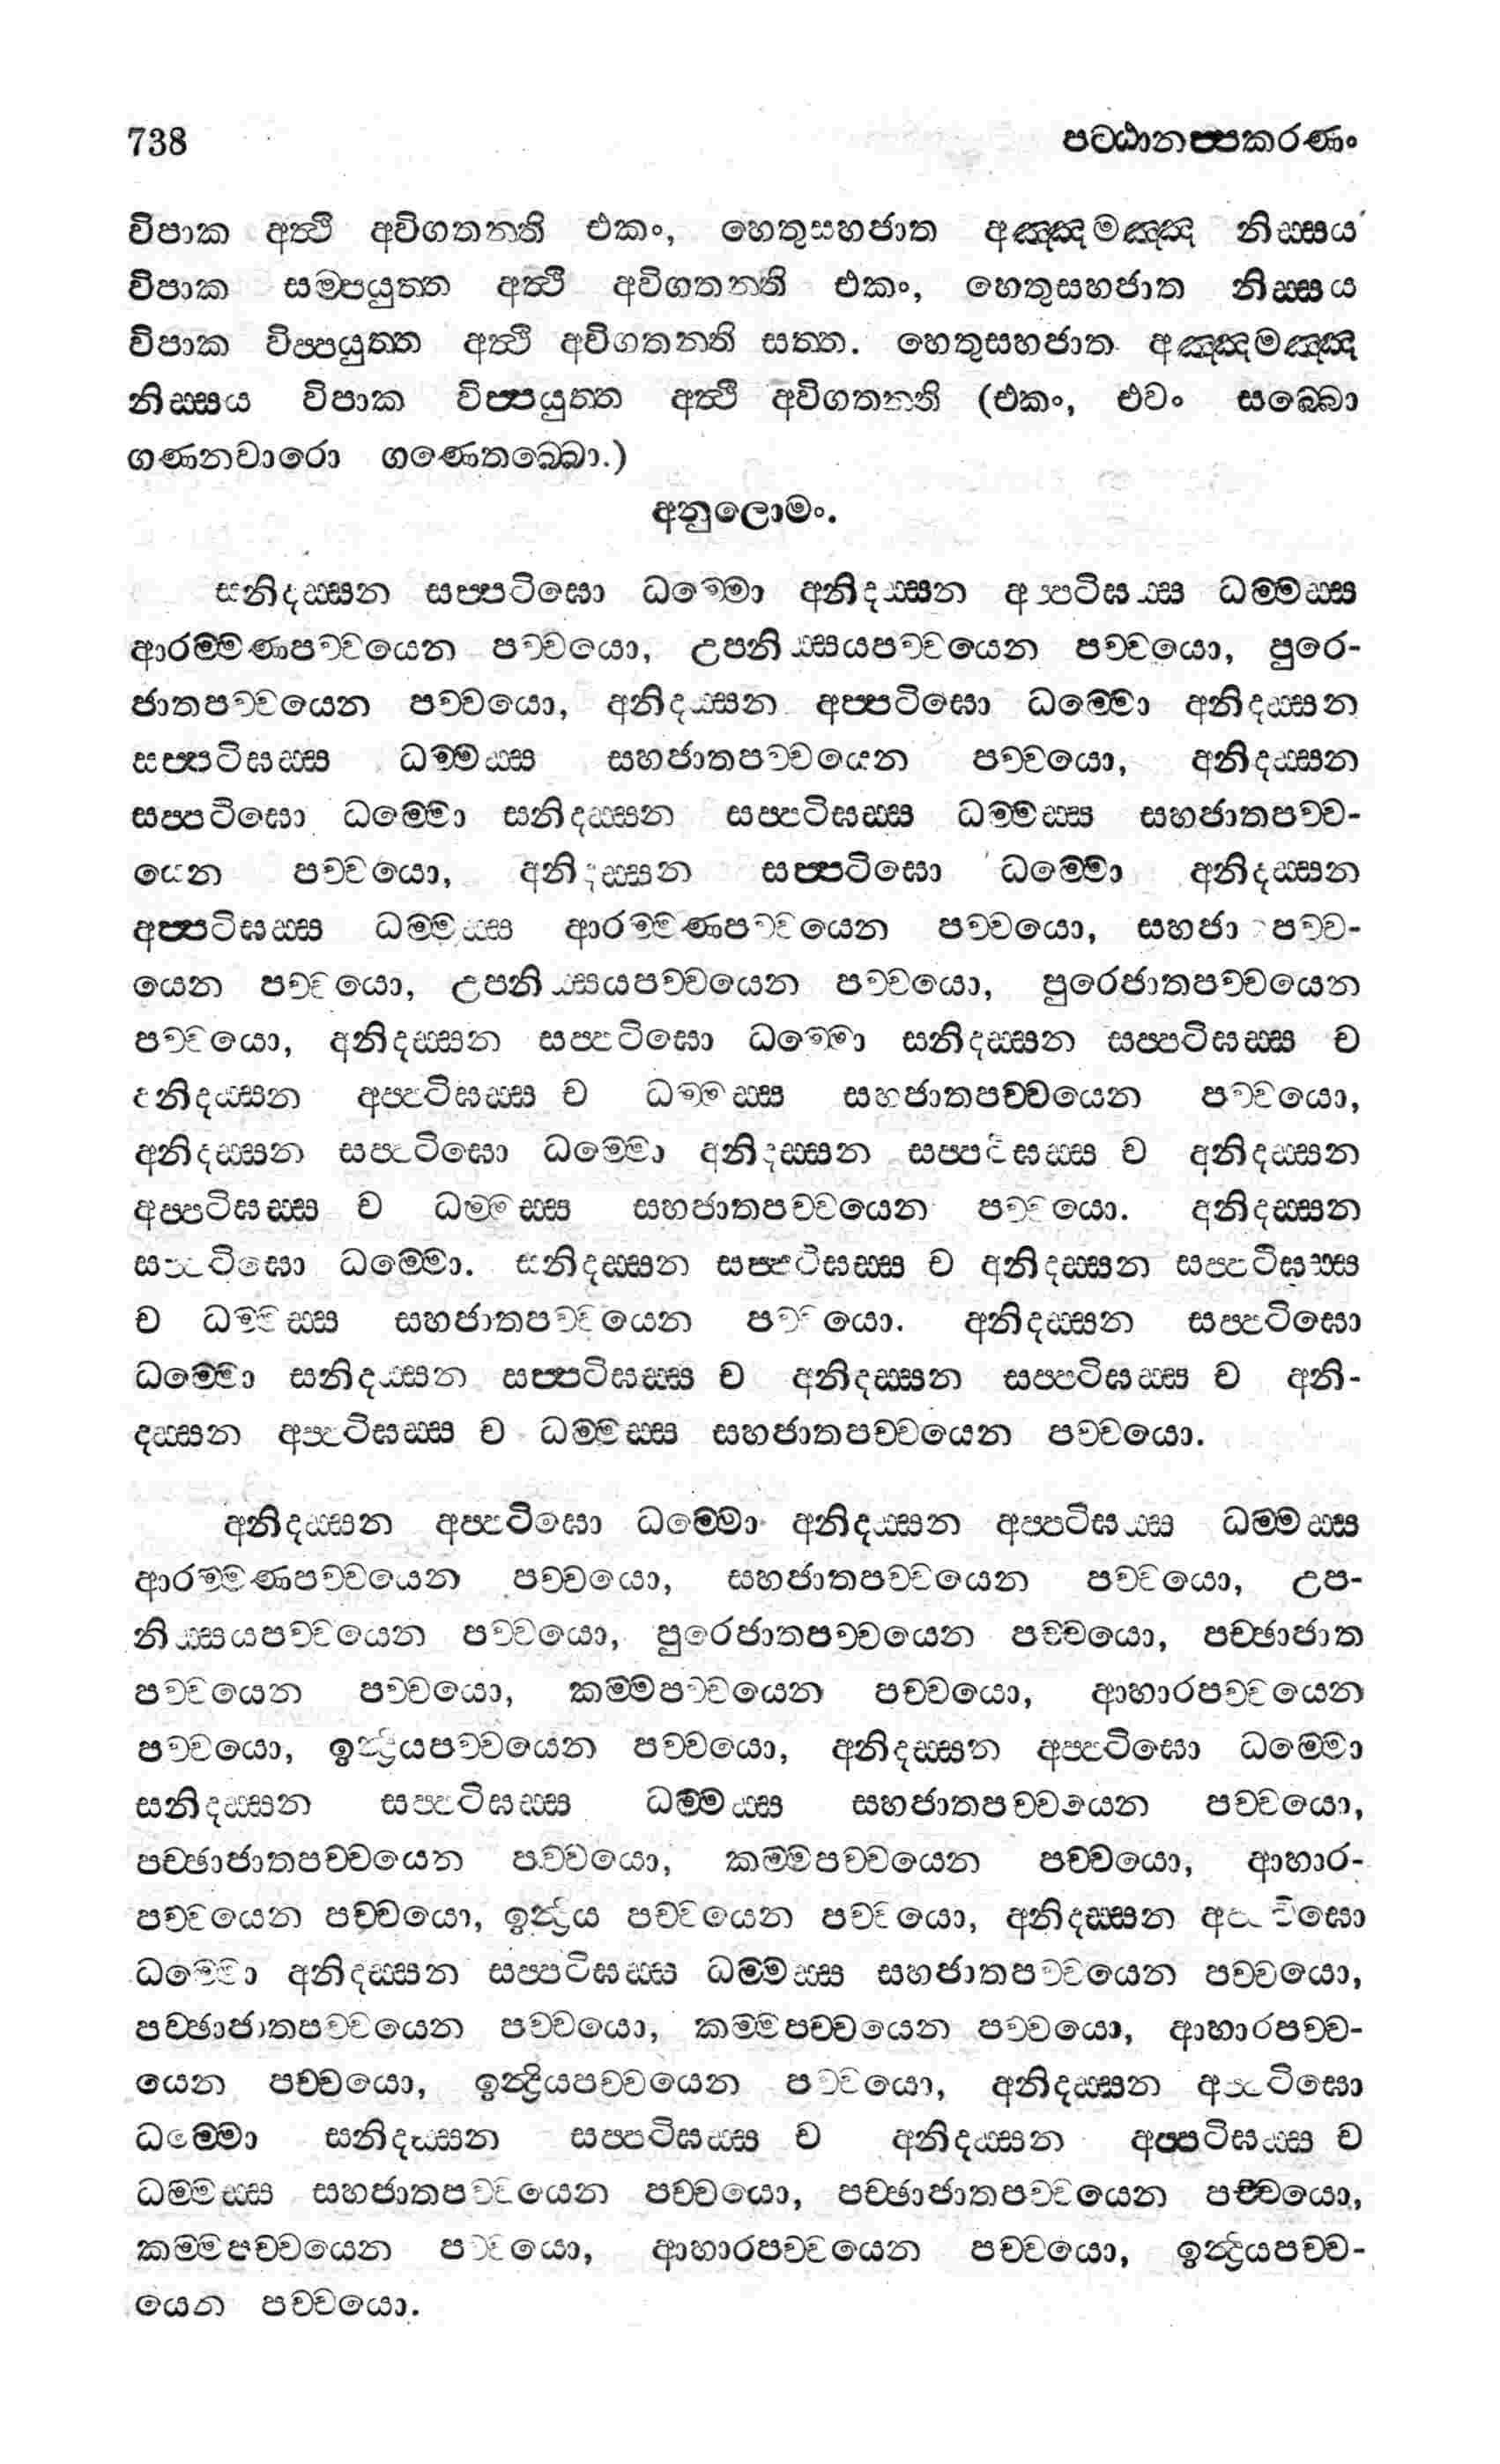 738 පට්ඨානප්පකරණං
විපාක අත්ථි අවිගතන්ති එකං, හෙතුසහජාත අඤ්ඤමඤ්ඤ නිස්සය
විපාක සම්පයුත්ත අත්ථි අවිගතන්ති එකං, හෙතුසහජාත නිස්සය
විපාක විප්පයුත්ත අත්ථි අවිගතන්ති සත්ත. හෙතුසහජාත අඤ්ඤමඤ්ඤ
නිස්සය විපාක විප්පයුත්ත අත්ථි අවිගතන්ති (එකං, එවං සබ්බො
ගණනවාරො ගණෙතබ්බො.)
අනුලොමං.
සනිදස්සන සප්පටිඝො ධම්මො අනිදස්සන අප්පටිඝස්ස ධම්මස්ස
ආරම්මණපච්චයෙන පච්චයො, උපනිස්සයපච්චයෙන පච්චයො, පුරෙ-
ජාතපච්චයෙන පච්චයො, අනිදස්සන අප්පටිඝො ධම්මො අනිදස්සන
සප්පටිඝස්ස ධම්මස්ස සහජාතපච්චයෙන පච්චයො, අනිදස්සන
සප්පටිඝො ධම්මො සනිදස්සන සප්පටිඝස්ස ධම්මස්ස සහජාතපච්ච-
යෙන පච්චයො, අනිදස්සන සප්පටිඝො ධම්මො අනිදස්සන
අප්පටිඝස්ස ධම්මස්ස ආරම්මණපච්චයෙන පච්චයො, සහජාතපච්ච-
යෙන පච්චයො, උපනිස්සයපච්චයෙන පච්චයො, පුරෙජාතපච්චයෙන
පච්චයො, අනිදස්සන සප්පටිඝො ධම්මො සනිදස්සන සප්පටිඝස්ස ච
අනිදස්සන අප්පටිඝස්ස ච ධම්මස්ස සහජාතපච්චයෙන පච්චයො,
අනිදස්සන සප්පටිඝො ධම්මො අනිදස්සන සප්පටිඝස්ස ච අනිදස්සන
අප්පටිඝස්ස ච ධම්මස්ස සහජාතපච්චයෙන පච්චයො. අනිදස්සන
සප්පටිඝො ධම්මො. සනිදස්සන සප්පටිඝස්ස ච අනිදස්සන සප්පටිඝස්ස
ච ධම්මස්ස සහජාතපච්චයෙන පච්චයො. අනිදස්සන සප්පටිඝො
ධම්මො සනිදස්සන සප්පටිඝස්ස ච අනිදස්සන සප්පටිඝස්ස ච අනි-
දස්සන අප්පටිඝස්ස ච ධම්මස්ස සහජාතපච්චයෙන පච්චයො.
අනිදස්සන අප්පටිඝො ධම්මො අනිදස්සන අප්පටිඝස්ස ධම්මස්ස
ආරම්මණපච්චයෙන පච්චයො, සහජාතපච්චයෙන පච්චයො, උප-
නිස්සයපච්චයෙන පච්චයො, පුරෙජාතපච්චයෙන පච්චයො, පච්ඡාජාත
පච්චයෙන පච්චයො, කම්මපච්චයෙන පච්චයො, ආහාරපච්චයෙන
පච්චයො, ඉන්ද්‍රියපච්චයෙන පච්චයො, අනිදස්සන අප්පටිඝො ධම්මො
සනිදස්සන සප්පටිඝස්ස ධම්මස්ස සහජාතපච්චයෙන පච්චයො,
පච්ඡාජාතපච්චයෙන පච්චයො, කම්මපච්චයෙන පච්චයො, ආහාර-
පච්චයෙන පච්චයො, ඉන්ද්‍රිය පච්චයෙන පච්චයො, අනිදස්සන අප්පටිඝො
ධම්මො අනිදස්සන සප්පටිඝස්ස ධම්මස්ස සහජාතපච්චයෙන පච්චයො,
පච්ඡාජාතපච්චයෙන පච්චයො, කම්මපච්චයෙන පච්චයො, ආහාරපච්ච-
යෙන පච්චයො, ඉන්ද්‍රියපච්චයෙන පච්චයො, අනිදස්සන අප්පටිඝො
ධම්මො සනිදස්සන සප්පටිඝස්ස ච අනිදස්සන අප්පටිඝස්ස ච
ධම්මස්ස සහජාතපච්චයෙන පච්චයො, පච්ඡාජාතපච්චයෙන පච්චයො,
කම්මපච්චයෙන පච්චයො, ආහාරපච්චයෙන පච්චයො, ඉන්ද්‍රියපච්ච-
යෙන පච්චයො.